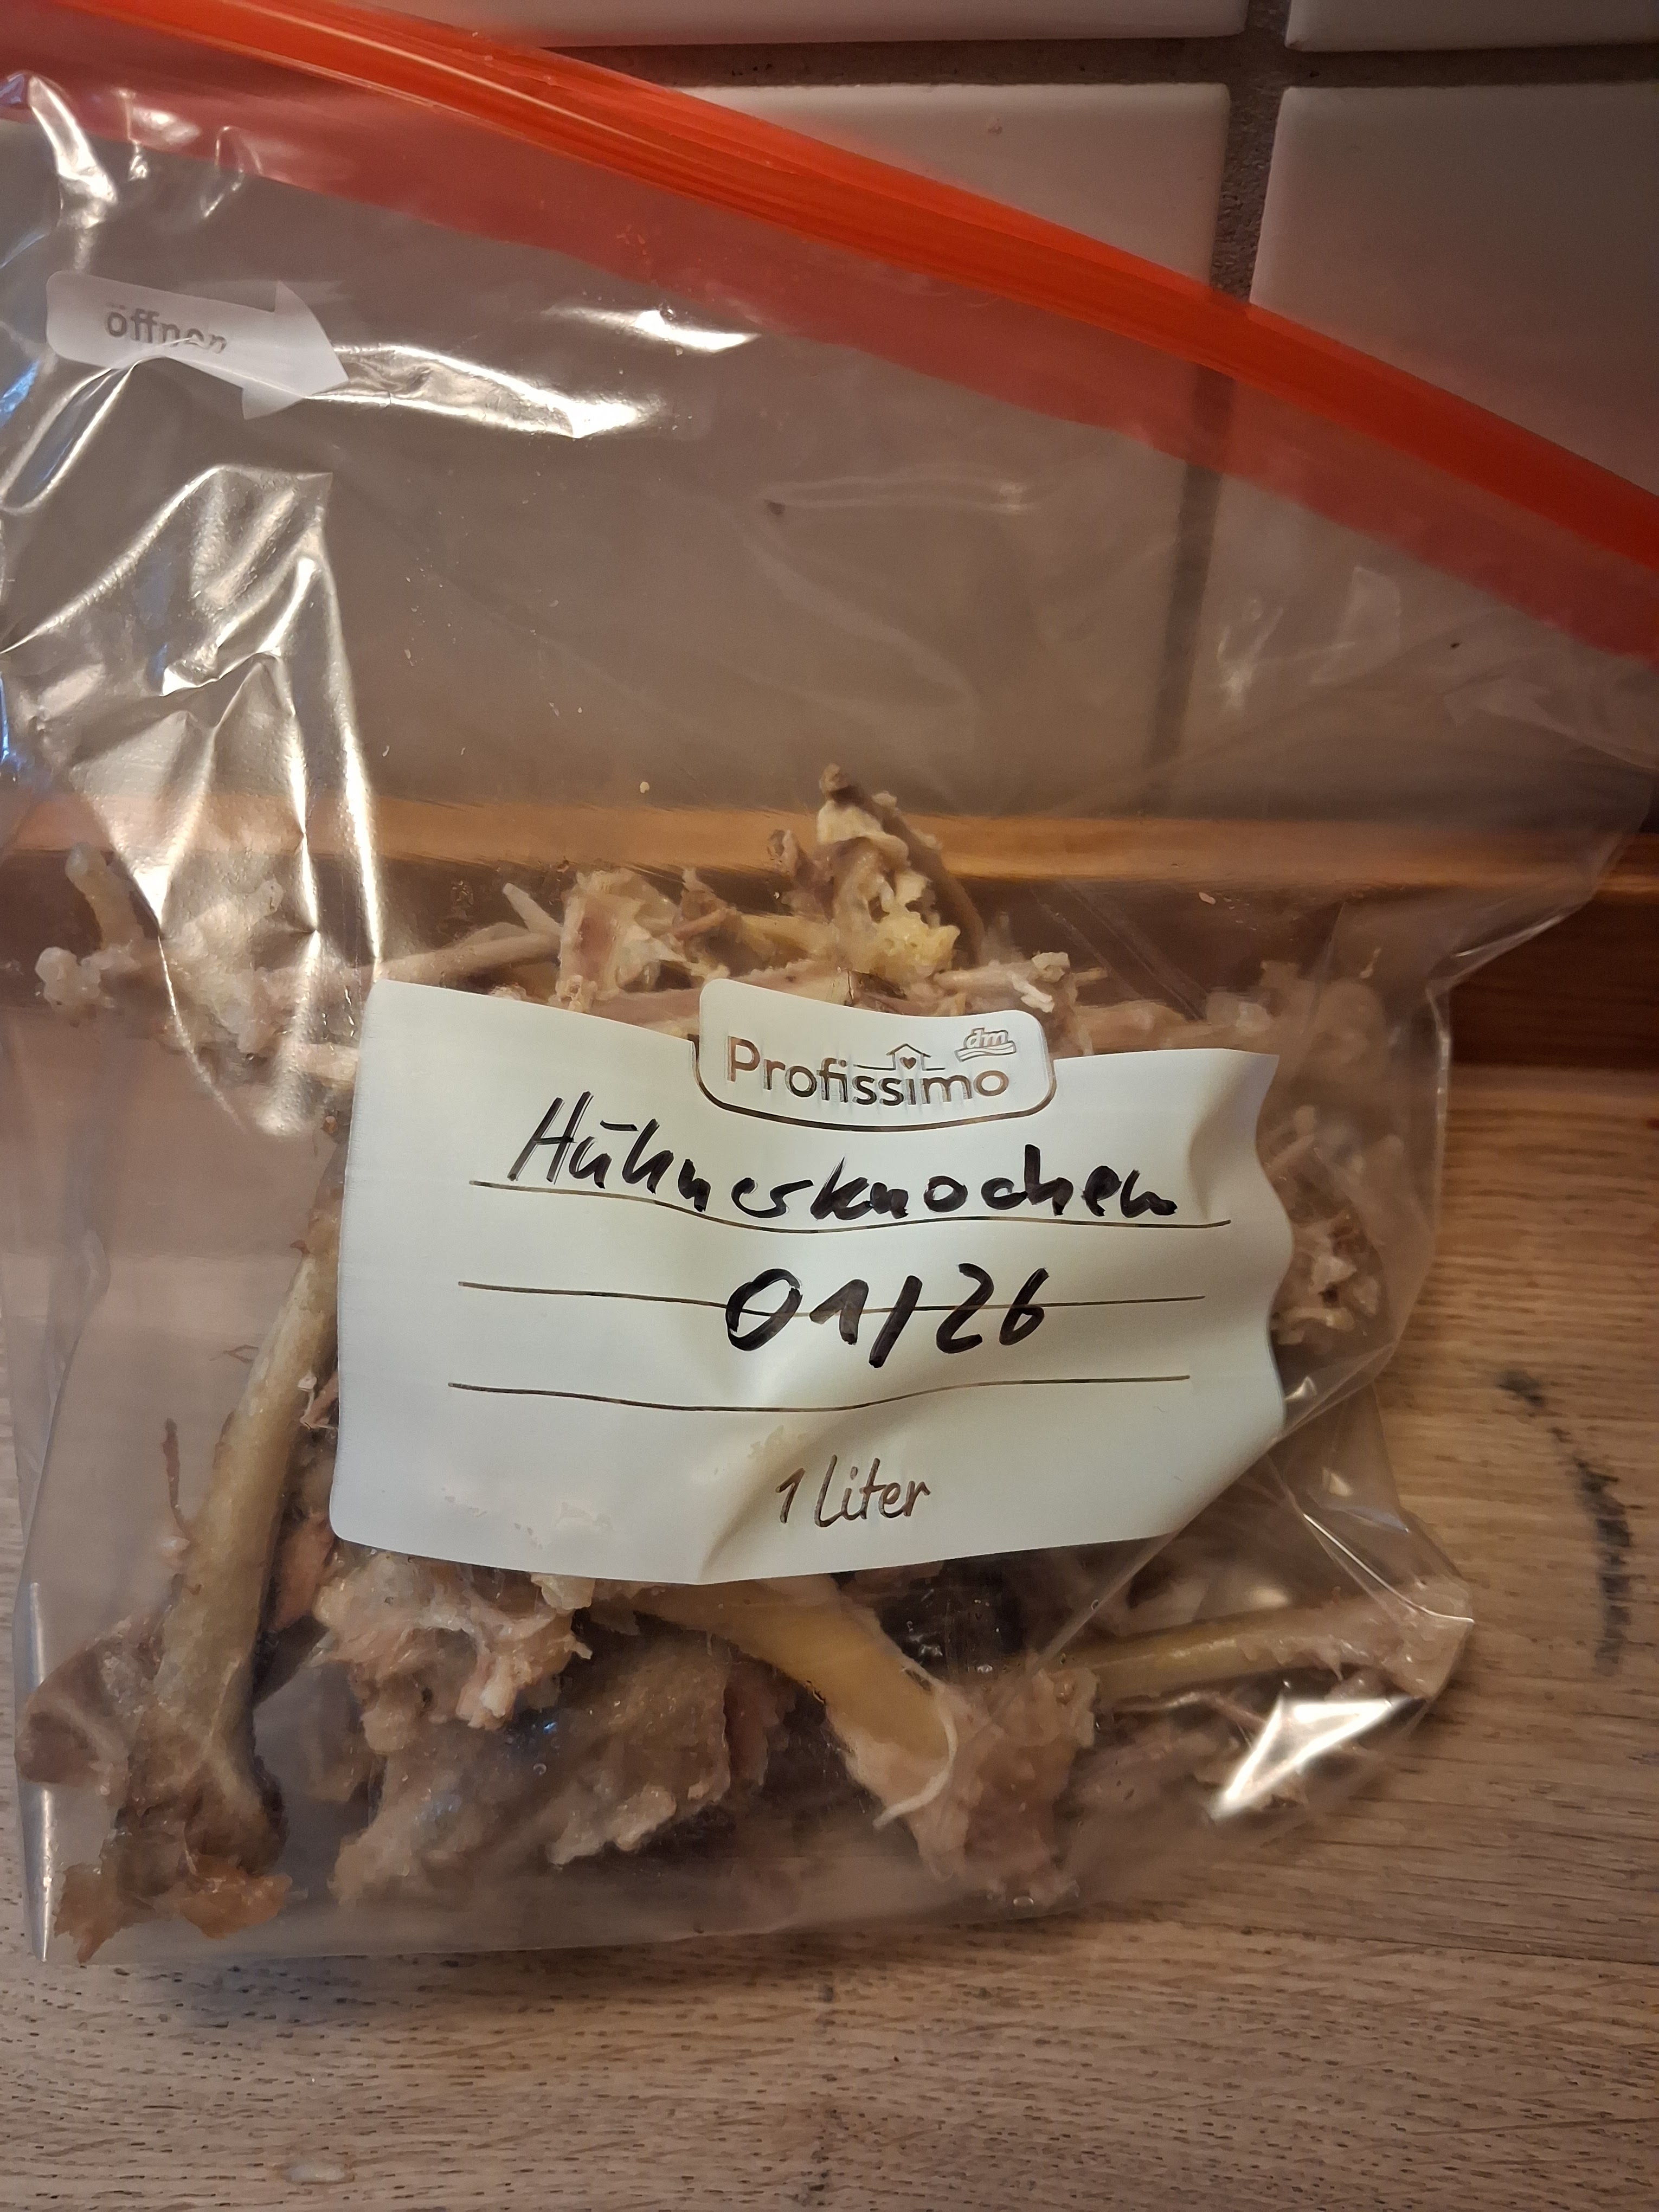 öffnen
dm
Profissimo
Hühnerknochen
01/26
1 Liter